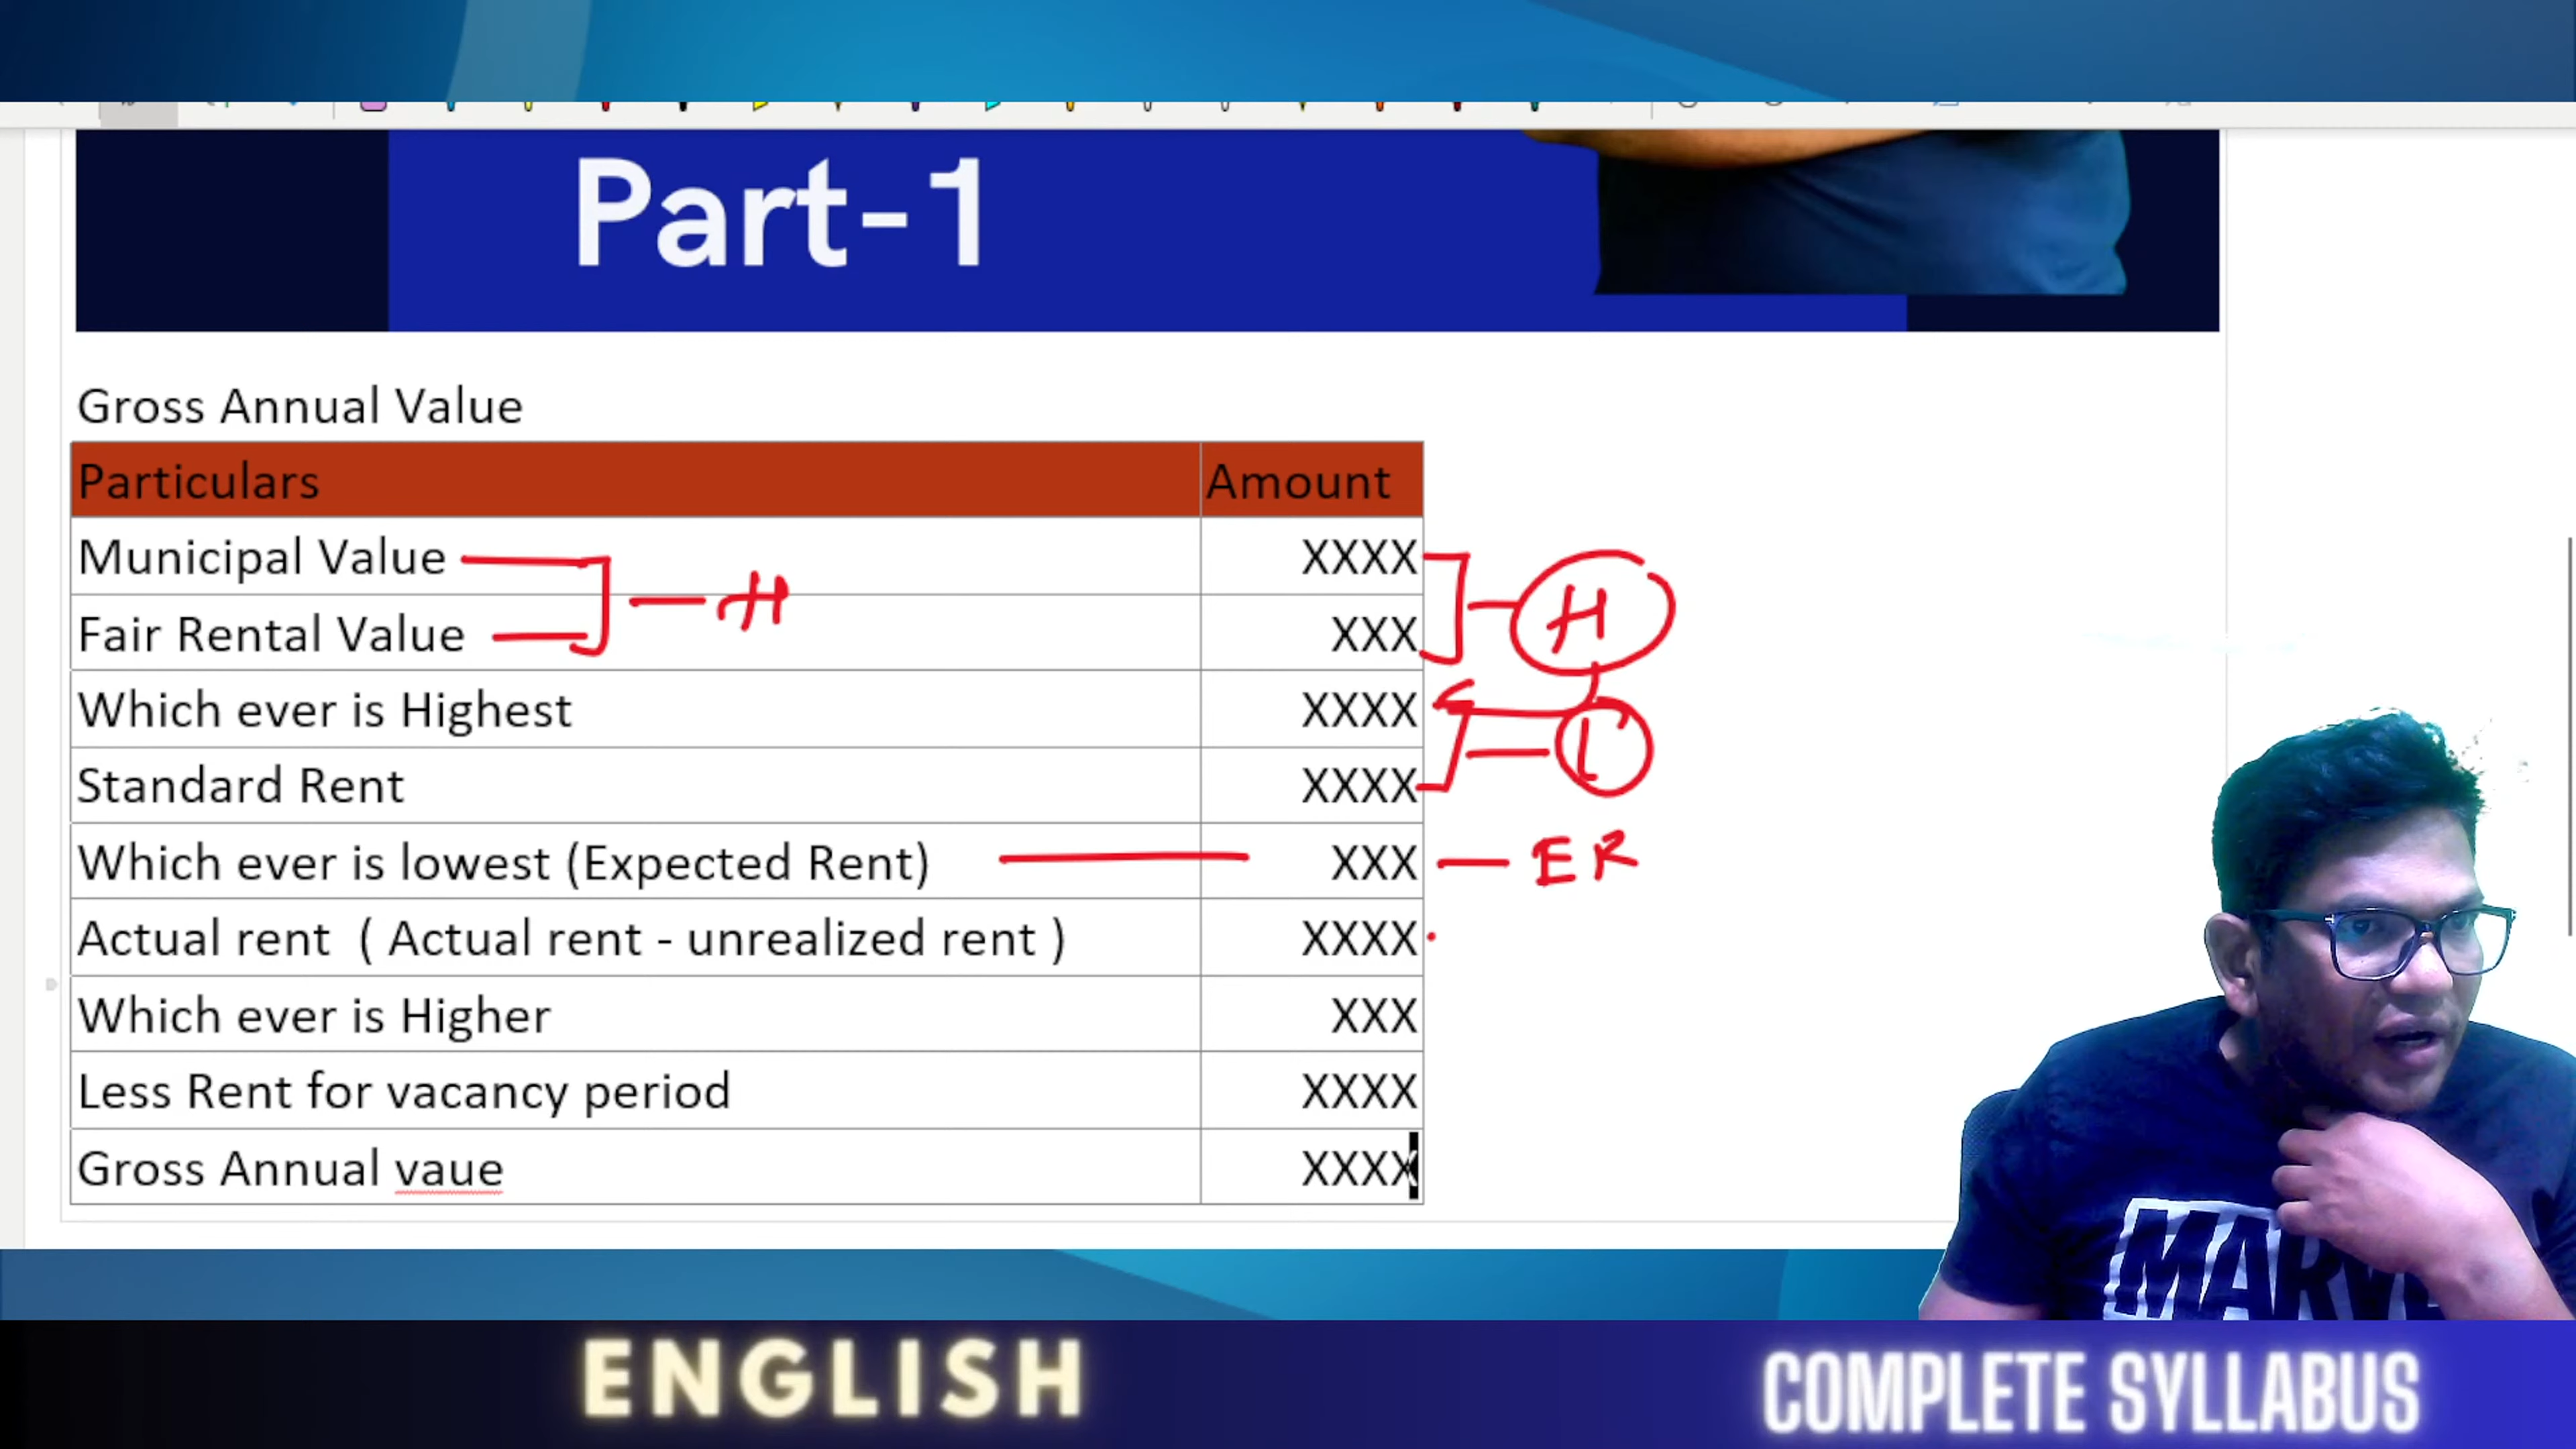 Part-1
Gross Annual Value
Particulars Amount
Municipal Value XXXX
H H
Fair Rental Value XXX
Which ever is Highest XXXX
L
Standard Rent XXXX
Which ever is lowest (Expected Rent) XXX ER
Actual rent ( Actual rent - unrealized rent ) XXXX
Which ever is Higher XXX
Less Rent for vacancy period XXXX
Gross Annual vaue XXXX
ENGLISH
COMPLETE SYLLABUS